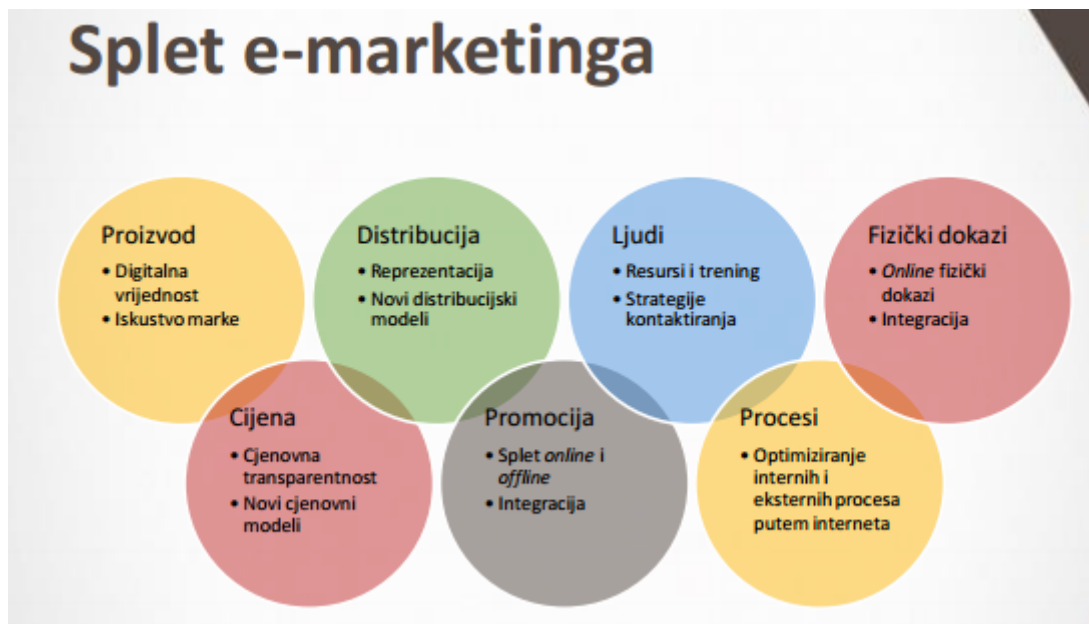 Splet e-marketinga
Proizvod
• Digitalna
vrijednost
• Iskustvo marke
Cijena
• Cjenovna
transparentnost
• Novi cjenovni
modeli
Distribucija
• Reprezentacija
• Novi distribucijski
modeli
Promocija
• Splet online i
offline
• Integracija
Ljudi
• Resursi i trening
• Strategije
kontaktiranja
Procesi
• Optimiziranje
internih i
eksternih procesa
putem interneta
Fizički dokazi
• Online fizički
dokazi
• Integracija